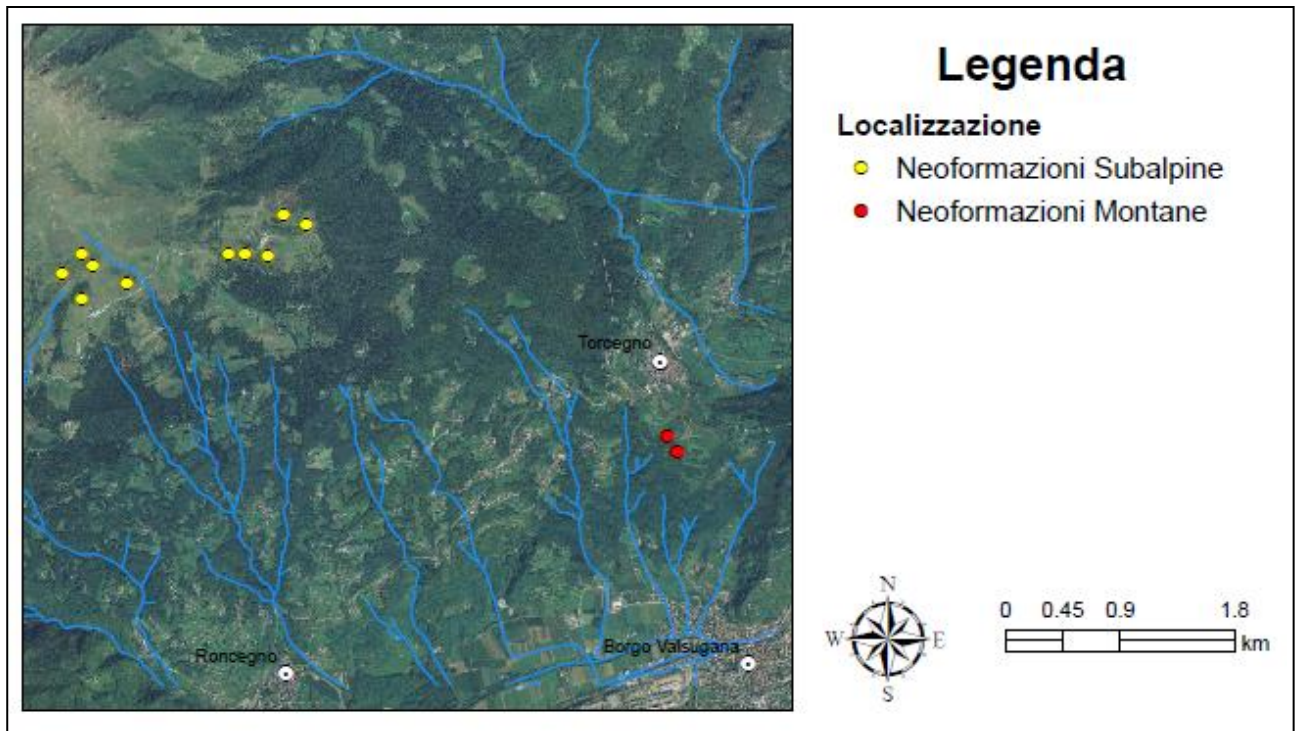 Legenda
Localizzazione
Neoformazioni Subalpine
Neoformazioni Montane
Torcegno
Roncegno
Borgo Valsugana
N
W E
S
0 0.45 0.9 1.8
km